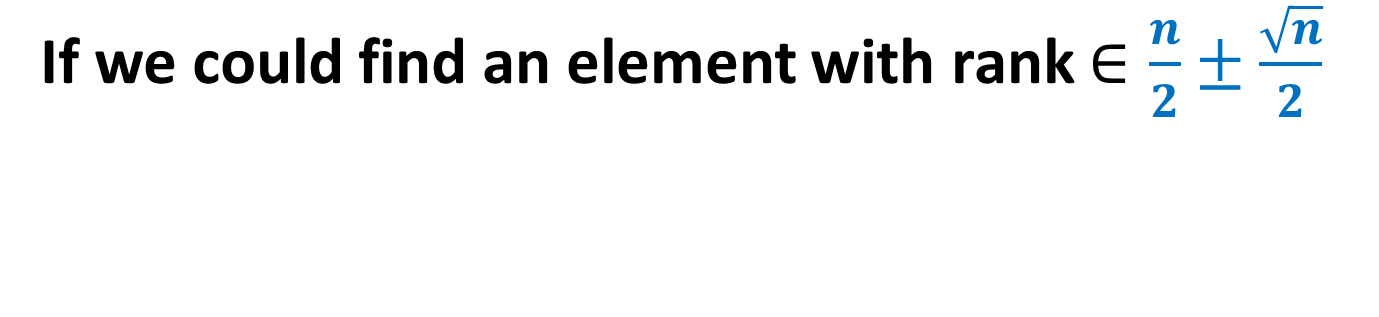 If we could find an element with rank ∈ n/2 ± √n/2